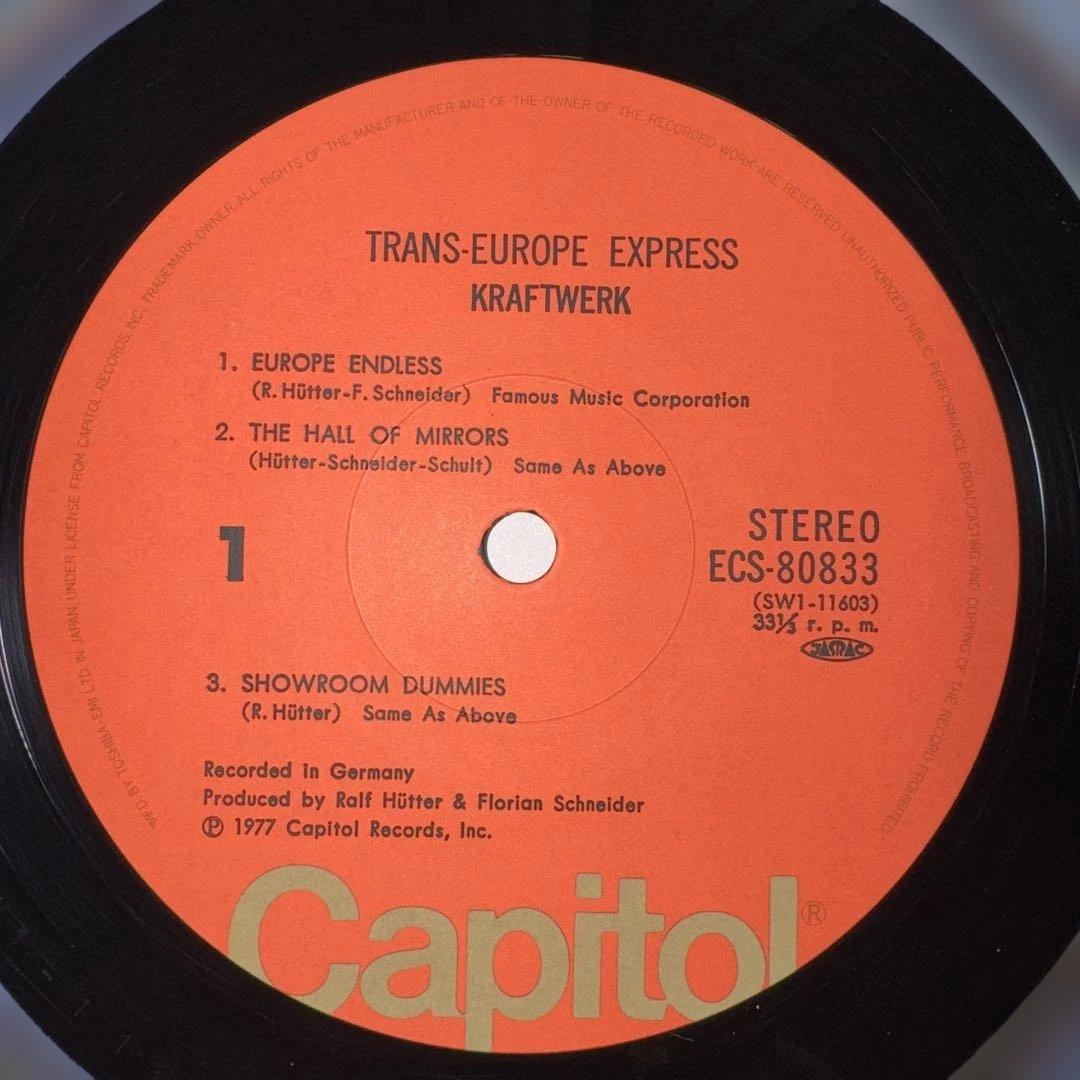 MFD BY TOSHIBA-EMI LTD IN JAPAN UNDER LICENSE FROM CAPITOL RECORDS, INC. TRADEMARK OWNER. ALL RIGHTS OF THE MANUFACTURER AND OF THE OWNER OF THE RECORDED WORK ARE RESERVED UNAUTHORIZED PUBLIC PERFORMANCE BROADCASTING AND COPYING OF THE RECORD PROHIBITED
TRANS-EUROPE EXPRESS
KRAFTWERK
1. EUROPE ENDLESS
(R. Hütter-F. Schneider) Famous Music Corporation
2. THE HALL OF MIRRORS
(Hütter-Schneider-Schult) Same As Above
1
STEREO
ECS-80833
(SW1-11603)
33⅓ r. p. m.
JASRAC
3. SHOWROOM DUMMIES
(R. Hütter) Same As Above
Recorded in Germany
Produced by Ralf Hütter & Florian Schneider
℗ 1977 Capitol Records, Inc.
Capitol®